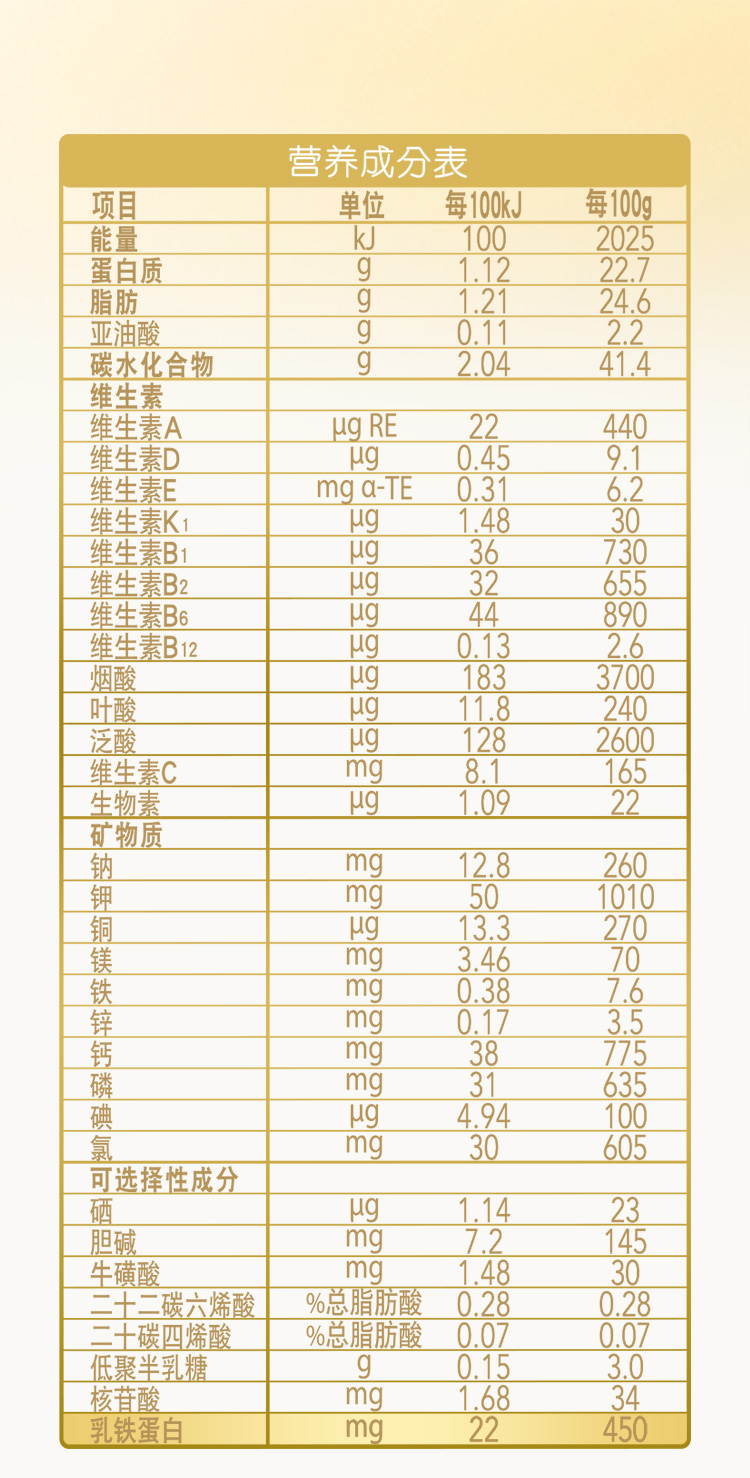 营养成分表
项目 单位 每100kJ 每100g
能量 kJ 100 2025
蛋白质 g 1.12 22.7
脂肪 g 1.21 24.6
亚油酸 g 0.11 2.2
碳水化合物 g 2.04 41.4
维生素
维生素A μg RE 22 440
维生素D μg 0.45 9.1
维生素E mg α-TE 0.31 6.2
维生素K1 μg 1.48 30
维生素B1 μg 36 730
维生素B2 μg 32 655
维生素B6 μg 44 890
维生素B12 μg 0.13 2.6
烟酸 μg 183 3700
叶酸 μg 11.8 240
泛酸 μg 128 2600
维生素C mg 8.1 165
生物素 μg 1.09 22
矿物质
钠 mg 12.8 260
钾 mg 50 1010
铜 μg 13.3 270
镁 mg 3.46 70
铁 mg 0.38 7.6
锌 mg 0.17 3.5
钙 mg 38 775
磷 mg 31 635
碘 μg 4.94 100
氯 mg 30 605
可选择性成分
硒 μg 1.14 23
胆碱 mg 7.2 145
牛磺酸 mg 1.48 30
二十二碳六烯酸 %总脂肪酸 0.28 0.28
二十碳四烯酸 %总脂肪酸 0.07 0.07
低聚半乳糖 g 0.15 3.0
核苷酸 mg 1.68 34
乳铁蛋白 mg 22 450